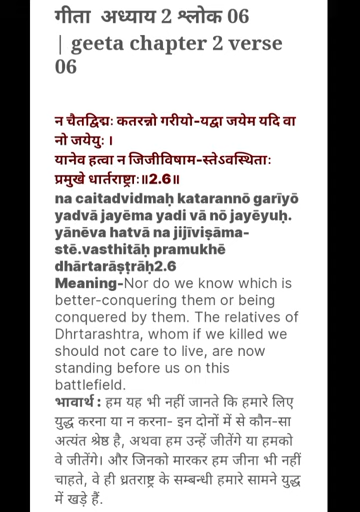 गीता  अध्याय 2 श्लोक 06
| geeta chapter 2 verse
06
न चैतद्विद्मः कतरन्नो गरीयो-यद्वा जयेम यदि वा
नो जयेयुः ।
यानेव हत्वा न जिजीविषाम-स्तेऽवस्थिताः
प्रमुखे धार्तराष्ट्राः॥2.6॥
na caitadvidmaḥ katarannō garīyō
yadvā jayēma yadi vā nō jayēyuḥ.
yānēva hatvā na jijīviṣāma-
stē.vasthitāḥ pramukhē
dhārtarāṣṭrāḥ2.6
Meaning-Nor do we know which is
better-conquering them or being
conquered by them. The relatives of
Dhrtarashtra, whom if we killed we
should not care to live, are now
standing before us on this
battlefield.
भावार्थ : हम यह भी नहीं जानते कि हमारे लिए
युद्ध करना या न करना- इन दोनों में से कौन-सा
अत्यंत श्रेष्ठ है, अथवा हम उन्हें जीतेंगे या हमको
वे जीतेंगे। और जिनको मारकर हम जीना भी नहीं
चाहते, वे ही ध्रतराष्ट्र के सम्बन्धी हमारे सामने युद्ध
में खड़े हैं.